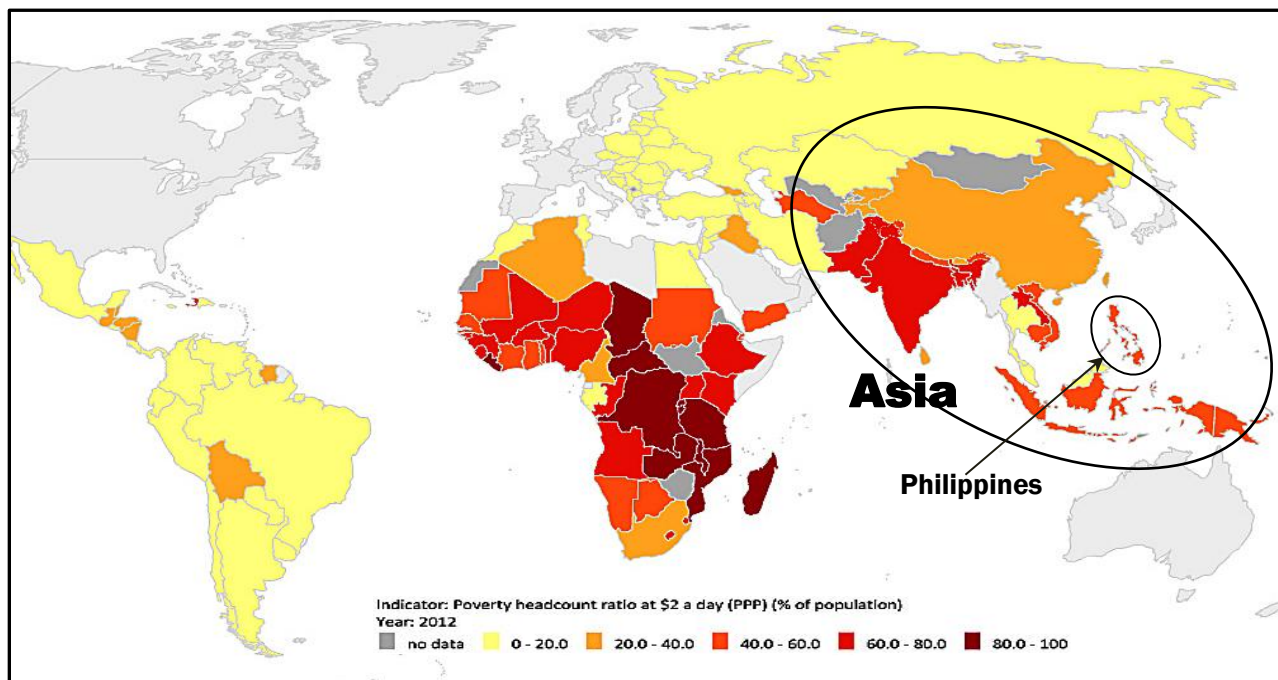 Asia
Philippines
Indicator: Poverty headcount ratio at $2 a day (PPP) (% of population)
Year: 2012
no data 0 - 20.0 20.0 - 40.0 40.0 - 60.0 60.0 - 80.0 80.0 - 100